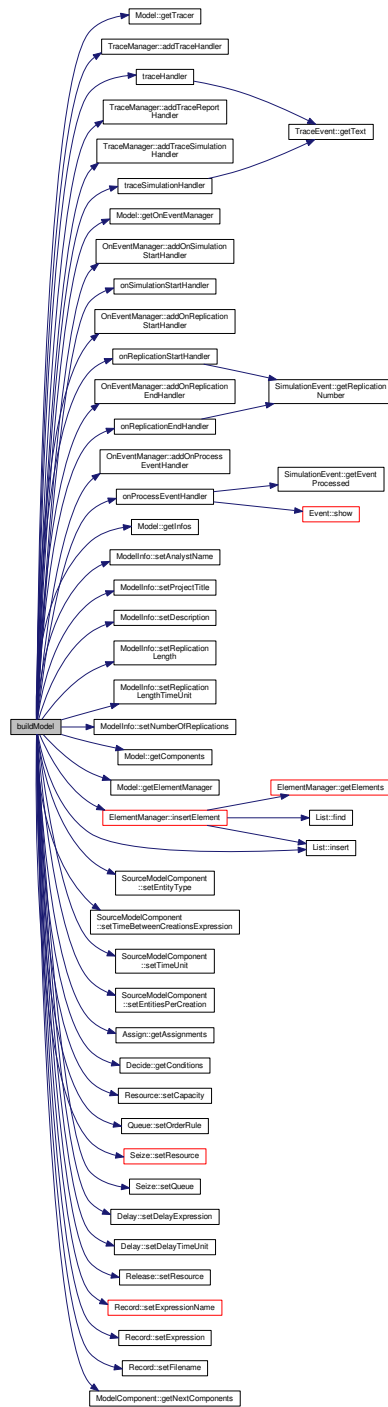 Model::getTracer
TraceManager::addTraceHandler
traceHandler
TraceManager::addTraceReport
Handler
TraceEvent::getText
TraceManager::addTraceSimulation
Handler
traceSimulationHandler
Model::getOnEventManager
OnEventManager::addOnSimulation
StartHandler
onSimulationStartHandler
OnEventManager::addOnReplication
StartHandler
onReplicationStartHandler
OnEventManager::addOnReplication
EndHandler
SimulationEvent::getReplication
Number
onReplicationEndHandler
OnEventManager::addOnProcess
EventHandler
SimulationEvent::getEvent
Processed
onProcessEventHandler
Event::show
Model::getInfos
ModelInfo::setAnalystName
ModelInfo::setProjectTitle
ModelInfo::setDescription
ModelInfo::setReplication
Length
ModelInfo::setReplication
LengthTimeUnit
buildModel
ModelInfo::setNumberOfReplications
Model::getComponents
Model::getElementManager
ElementManager::getElements
ElementManager::insertElement
List::find
List::insert
SourceModelComponent
::setEntityType
SourceModelComponent
::setTimeBetweenCreationsExpression
SourceModelComponent
::setTimeUnit
SourceModelComponent
::setEntitiesPerCreation
Assign::getAssignments
Decide::getConditions
Resource::setCapacity
Queue::setOrderRule
Seize::setResource
Seize::setQueue
Delay::setDelayExpression
Delay::setDelayTimeUnit
Release::setResource
Record::setExpressionName
Record::setExpression
Record::setFilename
ModelComponent::getNextComponents